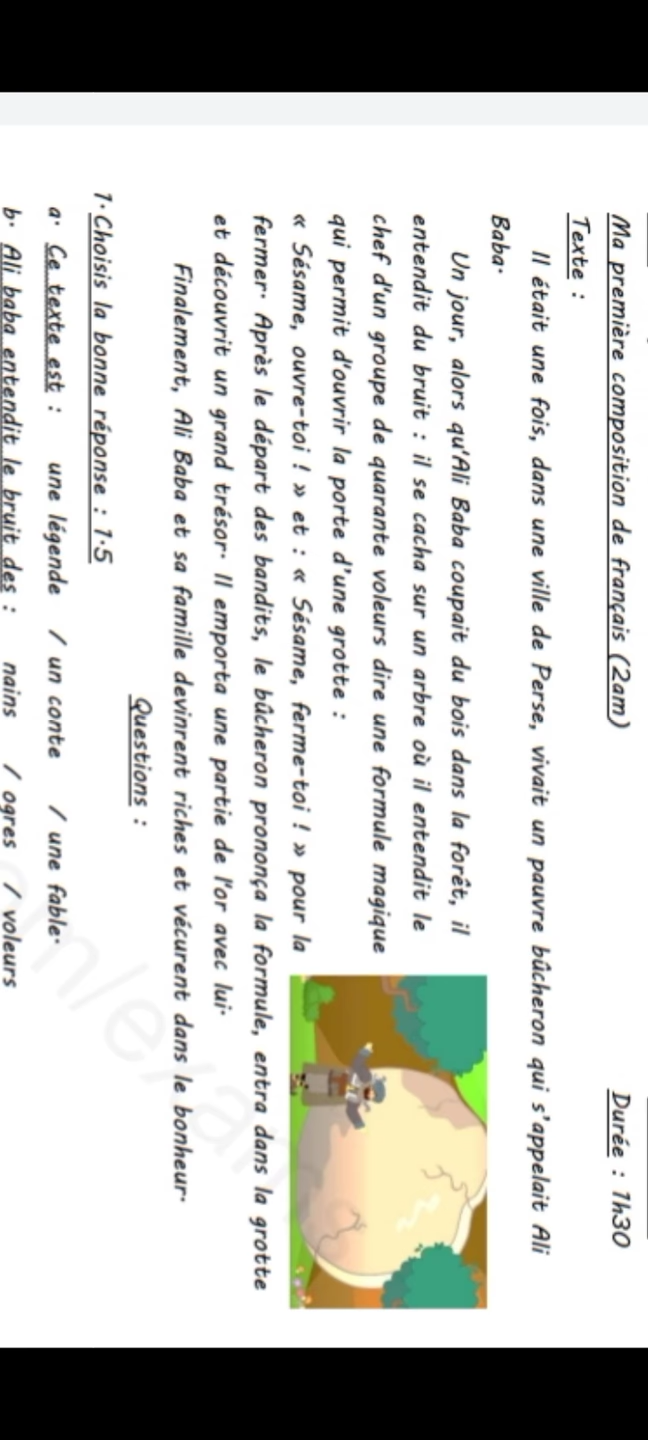 Ma première composition de français (2am) Durée : 1h30
Texte :
Il était une fois, dans une ville de Perse, vivait un pauvre bûcheron qui s'appelait Ali
Baba.
Un jour, alors qu'Ali Baba coupait du bois dans la forêt, il
entendit du bruit : il se cacha sur un arbre où il entendit le
chef d'un groupe de quarante voleurs dire une formule magique
qui permit d'ouvrir la porte d'une grotte :
« Sésame, ouvre-toi ! » et : « Sésame, ferme-toi ! » pour la
fermer. Après le départ des bandits, le bûcheron prononça la formule, entra dans la grotte
et découvrit un grand trésor. Il emporta une partie de l'or avec lui.
Finalement, Ali Baba et sa famille devinrent riches et vécurent dans le bonheur.
Questions :
1.Choisis la bonne réponse : 1.5
a. Ce texte est : une légende / un conte / une fable.
b. Ali baba entendit le bruit des : nains / ogres / voleurs